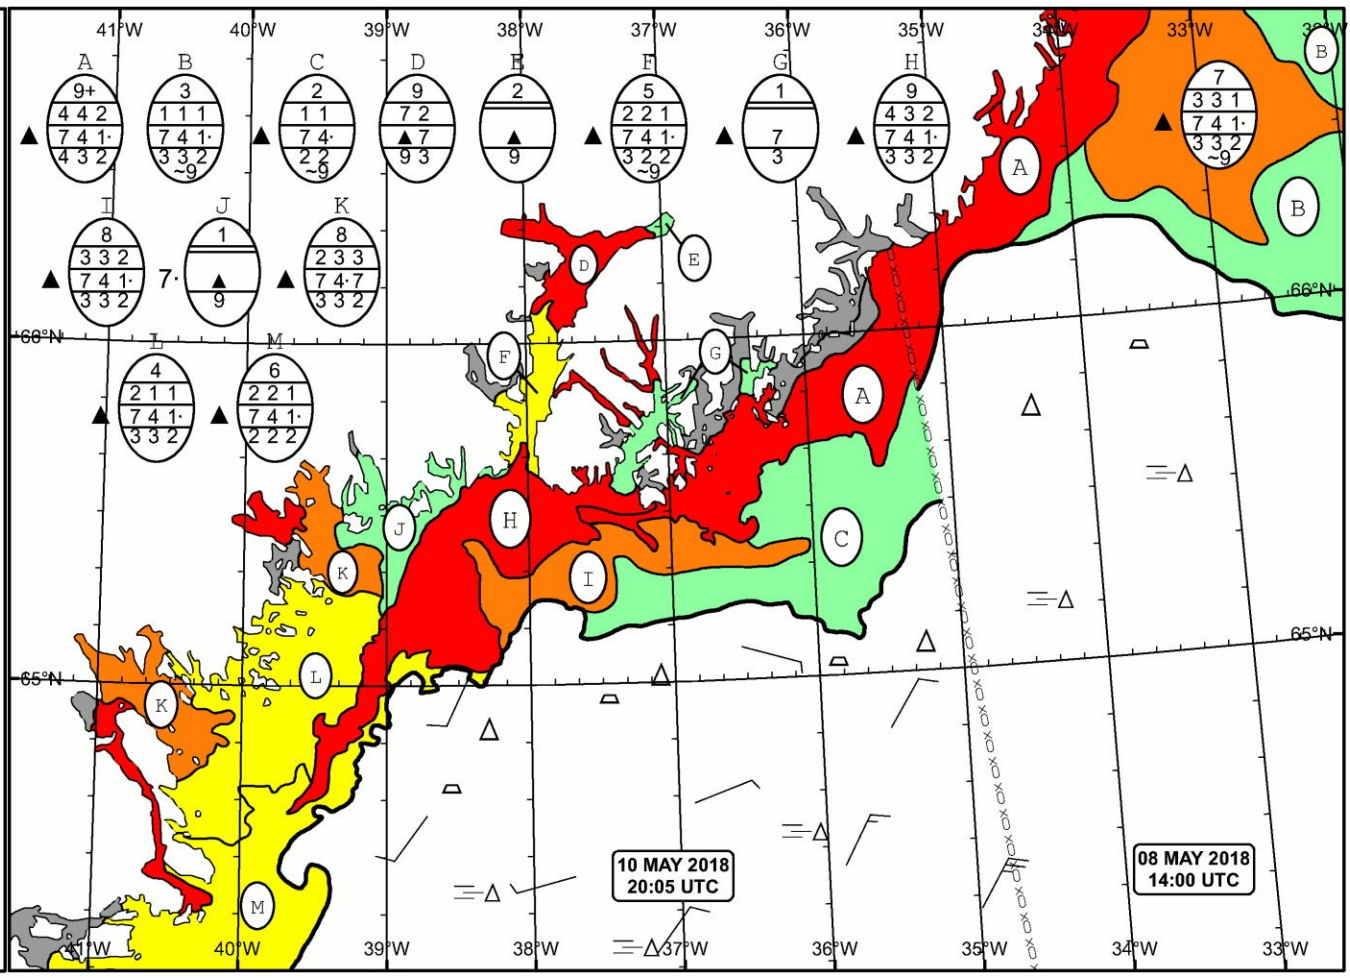 41°W 40°W 39°W 38°W 37°W 36°W 35°W 34°W 33°W 32°W
A B C D E F G H
9+ 3 2 9 2 5 1 9 7
4 4 2 1 1 1 1 1 7 2 2 2 1 4 3 2 3 3 1
7 4 1· 7 4 1· 7 4· 7 7 4 1· 7 7 4 1· 7 4 1·
4 3 2 3 3 2 2 2 9 3 9 3 2 2 3 3 3 2 3 3 2
~9 ~9 ~9 ~9
B
A
B
I J K
8 1 8
3 3 2 2 3 3
7 4 1· 7· 7 4· 7
3 3 2 9 3 3 2
D
E
66°N
66°N
L M
4 6
2 1 1 2 2 1
7 4 1· 7 4 1·
3 3 2 2 2 2
F
G
A
H
J
C
K
I
65°N
L
65°N
K
10 MAY 2018
20:05 UTC
08 MAY 2018
14:00 UTC
M
41°W 40°W 39°W 38°W 37°W 36°W 35°W 34°W 33°W